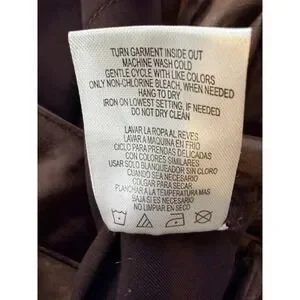 TURN GARMENT INSIDE OUT
MACHINE WASH COLD
GENTLE CYCLE WITH LIKE COLORS
ONLY NON-CHLORINE BLEACH, WHEN NEEDED
HANG TO DRY
IRON ON LOWEST SETTING, IF NEEDED
DO NOT DRY CLEAN
LAVAR LA ROPA AL REVES
LAVAR A MAQUINA EN FRIO
CICLO PARA PRENDAS DELICADAS
CON COLORES SIMILARES
USAR SOLO BLANQUEADOR SIN CLORO
CUANDO SEA NECESARIO
COLGAR PARA SECAR
PLANCHAR A LA TEMPERATURA MAS
BAJA SI ES NECESARIO
NO LIMPIAR EN SECO